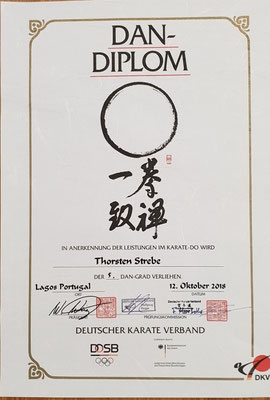 DAN-
DIPLOM
拳禅
一致
IN ANERKENNUNG DER LEISTUNGEN IM KARATE-DO WIRD
Thorsten Strebe
DER 5. DAN-GRAD VERLIEHEN.
Lagos Portugal 12. Oktober 2018
ORT DATUM
PRÄSIDENT PRÜFUNGSKOMMISSION
DEUTSCHER KARATE VERBAND
DOSB
DKV